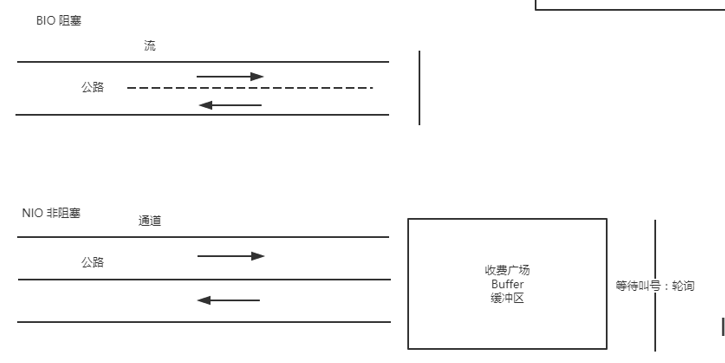 BIO 阻塞
流
公路
NIO 非阻塞
通道
公路
收费广场
Buffer
缓冲区
等待叫号：轮询